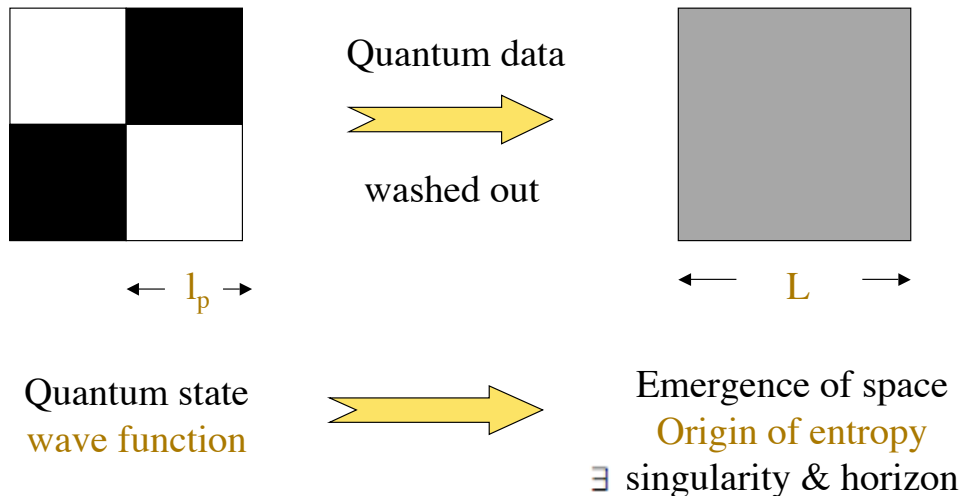 Quantum data
washed out
lₚ
L
Quantum state
wave function
Emergence of space
Origin of entropy
∃ singularity & horizon